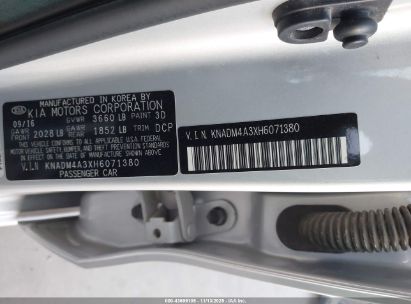 MANUFACTURED IN KOREA BY
KIA KIA MOTORS CORPORATION
09/16 GVWR 3660 LB PAINT 3D
GAWR FRONT 2028 LB GAWR REAR 1852 LB TRIM DCP
THIS VEHICLE CONFORMS TO ALL APPLICABLE FEDERAL
MOTOR VEHICLE SAFETY, BUMPER, AND THEFT PREVENTION
STANDARDS IN EFFECT ON THE DATE OF MANUFACTURE SHOWN ABOVE.
V.I.N. KNADM4A3XH6071380
PASSENGER CAR
V.I.N. KNADM4A3XH6071380